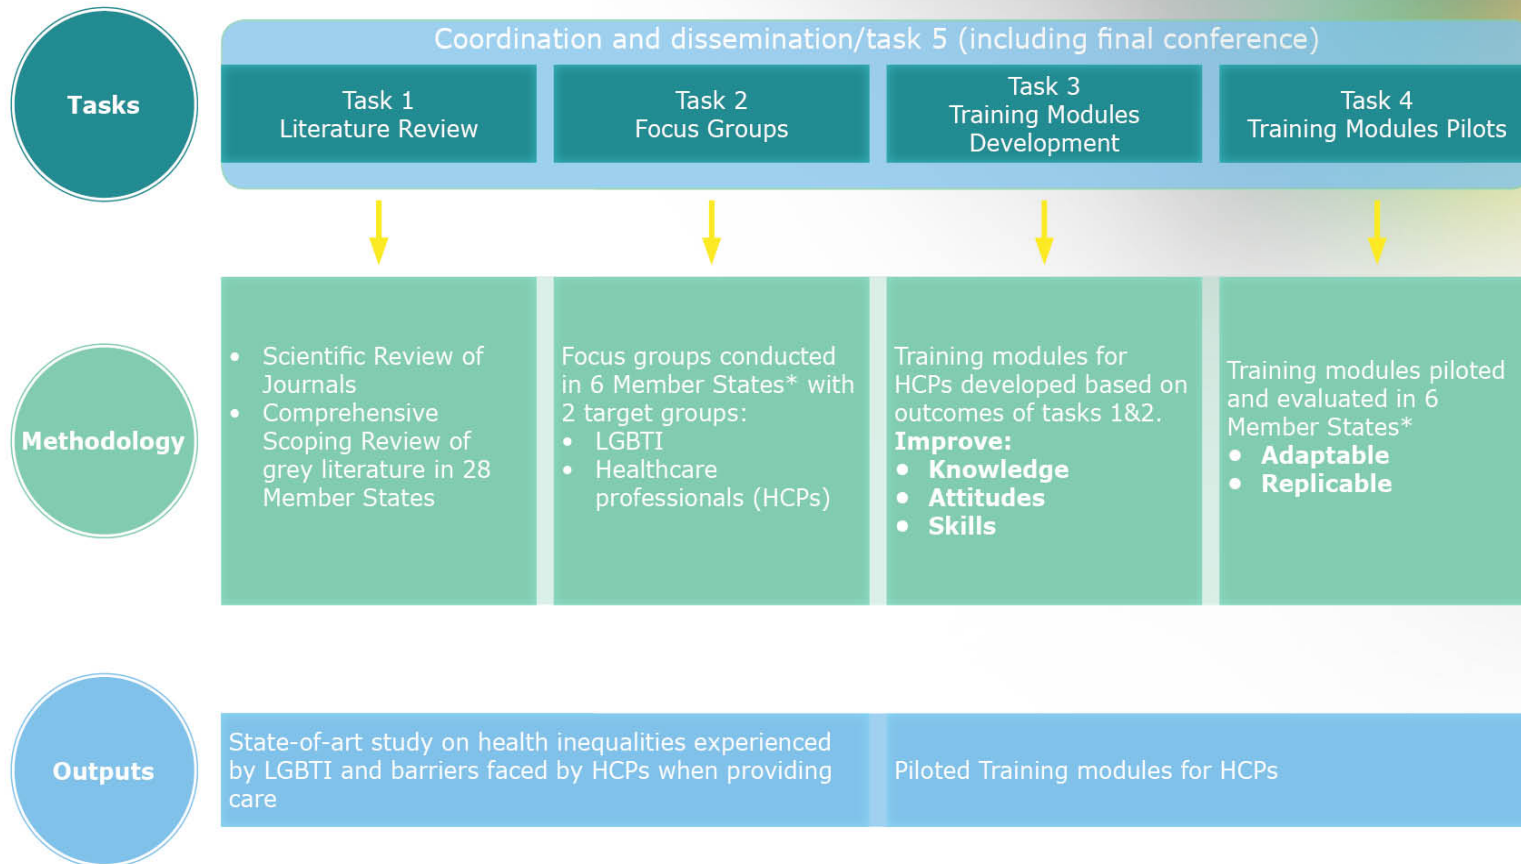 Coordination and dissemination/task 5 (including final conference)
Tasks
Task 1
Literature Review
Task 2
Focus Groups
Task 3
Training Modules
Development
Task 4
Training Modules Pilots
Methodology
• Scientific Review of
Journals
• Comprehensive
Scoping Review of
grey literature in 28
Member States
Focus groups conducted
in 6 Member States* with
2 target groups:
• LGBTI
• Healthcare
professionals (HCPs)
Training modules for
HCPs developed based on
outcomes of tasks 1&2.
Improve:
• Knowledge
• Attitudes
• Skills
Training modules piloted
and evaluated in 6
Member States*
• Adaptable
• Replicable
Outputs
State-of-art study on health inequalities experienced
by LGBTI and barriers faced by HCPs when providing
care
Piloted Training modules for HCPs